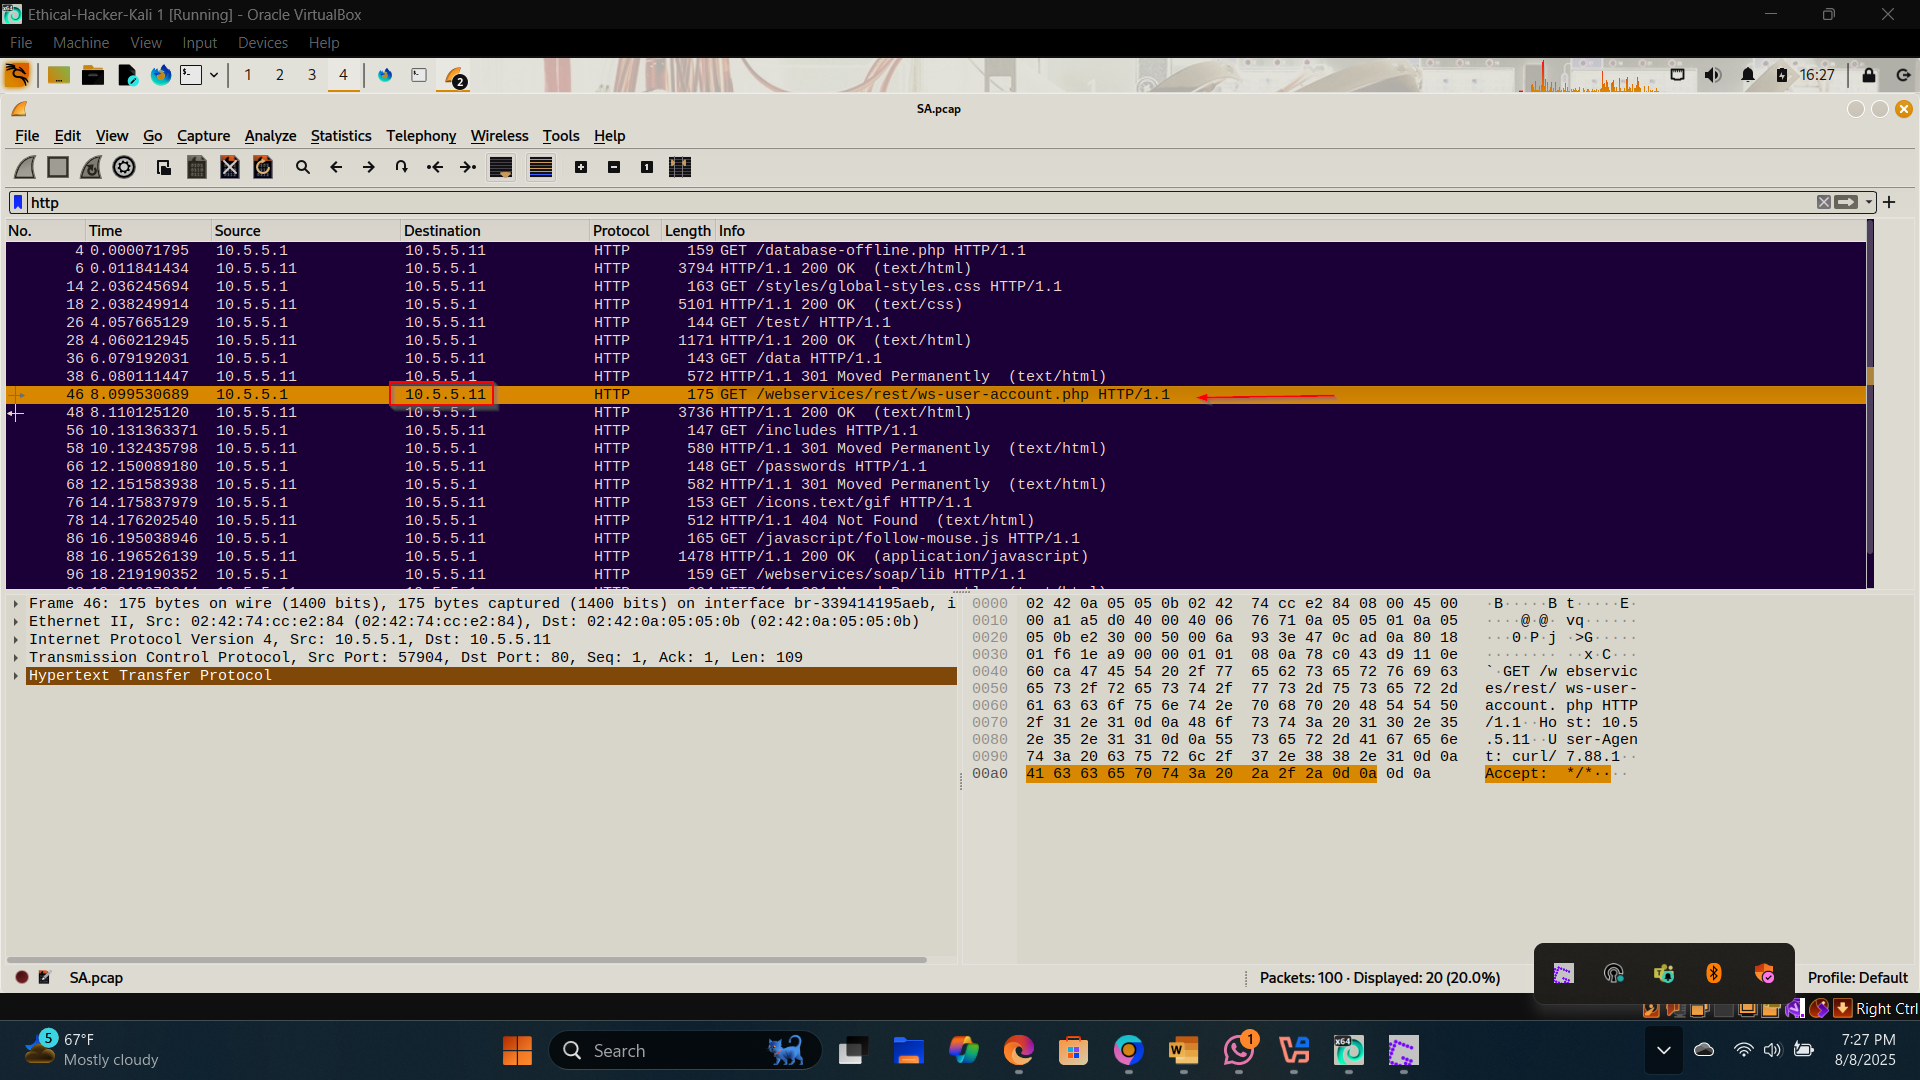 Ethical-Hacker-Kali 1 [Running] - Oracle VirtualBox
File Machine View Input Devices Help
1 2 3 4 2 16:27
SA.pcap
File Edit View Go Capture Analyze Statistics Telephony Wireless Tools Help
http
No. Time Source Destination Protocol Length Info
4 0.000071795 10.5.5.1 10.5.5.11 HTTP 159 GET /database-offline.php HTTP/1.1
6 0.011841434 10.5.5.11 10.5.5.1 HTTP 3794 HTTP/1.1 200 OK (text/html)
14 2.036245694 10.5.5.1 10.5.5.11 HTTP 163 GET /styles/global-styles.css HTTP/1.1
18 2.038249914 10.5.5.11 10.5.5.1 HTTP 5101 HTTP/1.1 200 OK (text/css)
26 4.057665129 10.5.5.1 10.5.5.11 HTTP 144 GET /test/ HTTP/1.1
28 4.060212945 10.5.5.11 10.5.5.1 HTTP 1171 HTTP/1.1 200 OK (text/html)
36 6.079192031 10.5.5.1 10.5.5.11 HTTP 143 GET /data HTTP/1.1
38 6.080111447 10.5.5.11 10.5.5.1 HTTP 572 HTTP/1.1 301 Moved Permanently (text/html)
46 8.099530689 10.5.5.1 10.5.5.11 HTTP 175 GET /webservices/rest/ws-user-account.php HTTP/1.1
48 8.110125120 10.5.5.11 10.5.5.1 HTTP 3736 HTTP/1.1 200 OK (text/html)
56 10.131363371 10.5.5.1 10.5.5.11 HTTP 147 GET /includes HTTP/1.1
58 10.132435798 10.5.5.11 10.5.5.1 HTTP 580 HTTP/1.1 301 Moved Permanently (text/html)
66 12.150089180 10.5.5.1 10.5.5.11 HTTP 148 GET /passwords HTTP/1.1
68 12.151583938 10.5.5.11 10.5.5.1 HTTP 582 HTTP/1.1 301 Moved Permanently (text/html)
76 14.175837979 10.5.5.1 10.5.5.11 HTTP 153 GET /icons.text/gif HTTP/1.1
78 14.176202540 10.5.5.11 10.5.5.1 HTTP 512 HTTP/1.1 404 Not Found (text/html)
86 16.195038946 10.5.5.1 10.5.5.11 HTTP 165 GET /javascript/follow-mouse.js HTTP/1.1
88 16.196526139 10.5.5.11 10.5.5.1 HTTP 1478 HTTP/1.1 200 OK (application/javascript)
96 18.219190352 10.5.5.1 10.5.5.11 HTTP 159 GET /webservices/soap/lib HTTP/1.1
Frame 46: 175 bytes on wire (1400 bits), 175 bytes captured (1400 bits) on interface br-339414195aeb, i
Ethernet II, Src: 02:42:74:cc:e2:84 (02:42:74:cc:e2:84), Dst: 02:42:0a:05:05:0b (02:42:0a:05:05:0b)
Internet Protocol Version 4, Src: 10.5.5.1, Dst: 10.5.5.11
Transmission Control Protocol, Src Port: 57904, Dst Port: 80, Seq: 1, Ack: 1, Len: 109
Hypertext Transfer Protocol
0000 02 42 0a 05 05 0b 02 42 74 cc e2 84 08 00 45 00 ·B·····B t·····E·
0010 00 a1 a5 d0 40 00 40 06 76 71 0a 05 05 01 0a 05 ····@·@· vq······
0020 05 0b e2 30 00 50 00 6a 93 3e 47 0c ad 0a 80 18 ···0·P·j ·>G·····
0030 01 f6 1e a9 00 00 01 01 08 0a 78 c0 43 d9 11 0e ········ ··x·C···
0040 60 ca 47 45 54 20 2f 77 65 62 73 65 72 76 69 63 `·GET /w ebservic
0050 65 73 2f 72 65 73 74 2f 77 73 2d 75 73 65 72 2d es/rest/ ws-user-
0060 61 63 63 6f 75 6e 74 2e 70 68 70 20 48 54 54 50 account. php HTTP
0070 2f 31 2e 31 0d 0a 48 6f 73 74 3a 20 31 30 2e 35 /1.1··Ho st: 10.5
0080 2e 35 2e 31 31 0d 0a 55 73 65 72 2d 41 67 65 6e .5.11··U ser-Agen
0090 74 3a 20 63 75 72 6c 2f 37 2e 38 38 2e 31 0d 0a t: curl/ 7.88.1··
00a0 41 63 63 65 70 74 3a 20 2a 2f 2a 0d 0a 0d 0a Accept: */*····
SA.pcap Packets: 100 · Displayed: 20 (20.0%) Profile: Default
Right Ctrl
5 67°F
Mostly cloudy
Search
1
7:27 PM
8/8/2025